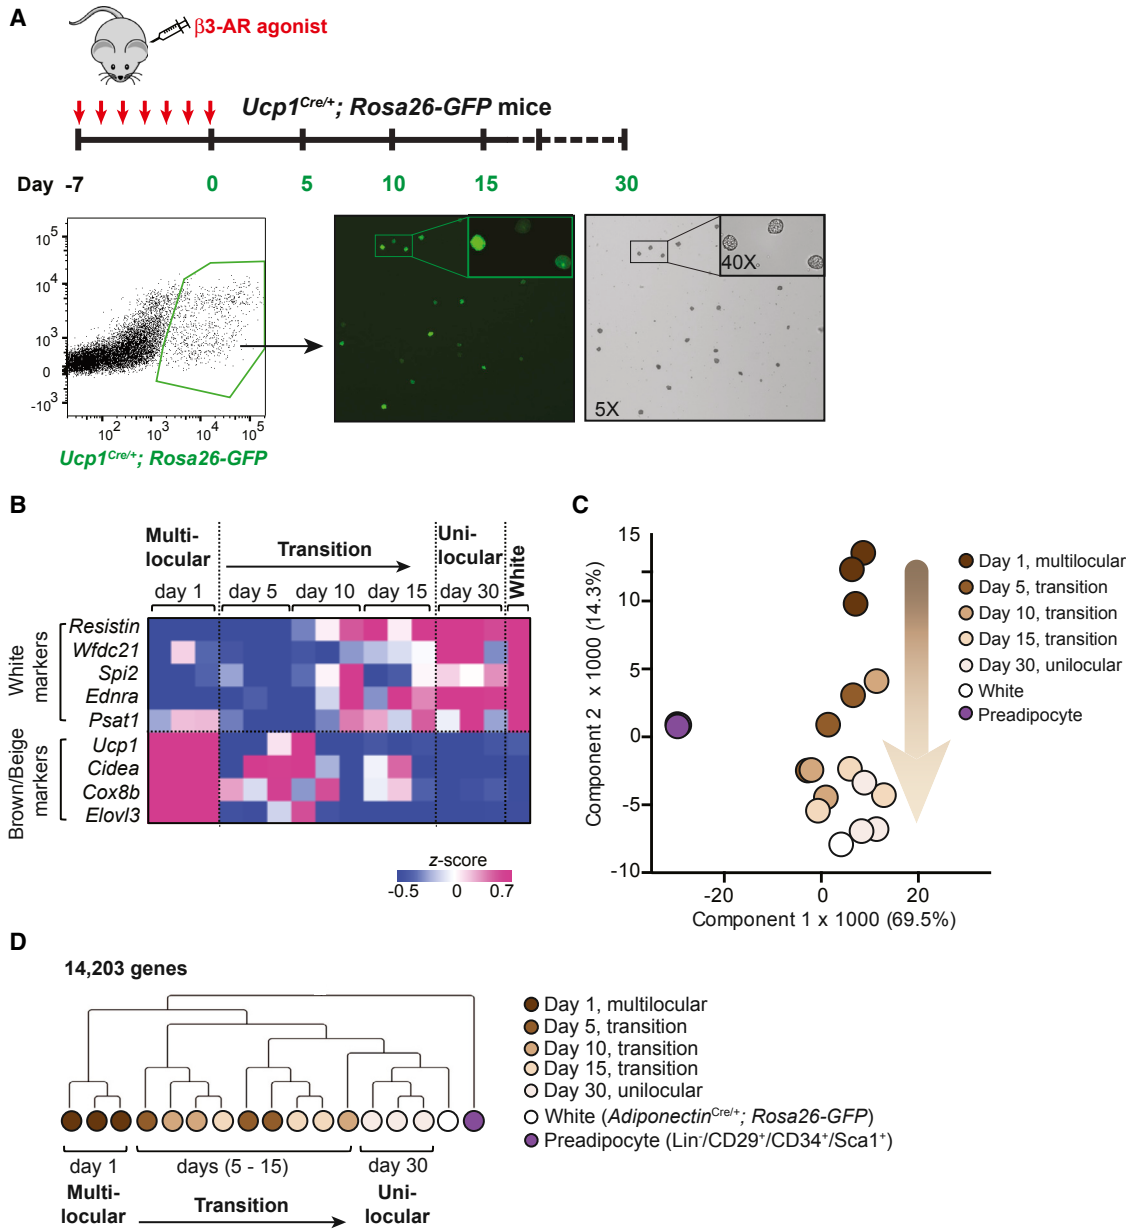 A
β3-AR agonist
Ucp1Cre/+; Rosa26-GFP mice
Day -7 0 5 10 15 30
10^5
10^4
10^3
0
-10^3
10^2 10^3 10^4 10^5
Ucp1Cre/+; Rosa26-GFP
40X
5X
B
Multi-
locular
Transition
Uni-
locular
White
day 1 day 5 day 10 day 15 day 30
White
markers
Resistin
Wfdc21
Spi2
Ednra
Psat1
Brown/Beige
markers
Ucp1
Cidea
Cox8b
Elovl3
z-score
-0.5 0 0.7
C
Component 2 x 1000 (14.3%)
15
10
5
0
-5
-10
-20 0 20
Component 1 x 1000 (69.5%)
Day 1, multilocular
Day 5, transition
Day 10, transition
Day 15, transition
Day 30, unilocular
White
Preadipocyte
D
14,203 genes
day 1 days (5 - 15) day 30
Multi-
locular
Transition
Uni-
locular
Day 1, multilocular
Day 5, transition
Day 10, transition
Day 15, transition
Day 30, unilocular
White (AdiponectinCre/+; Rosa26-GFP)
Preadipocyte (Lin-/CD29+/CD34+/Sca1+)